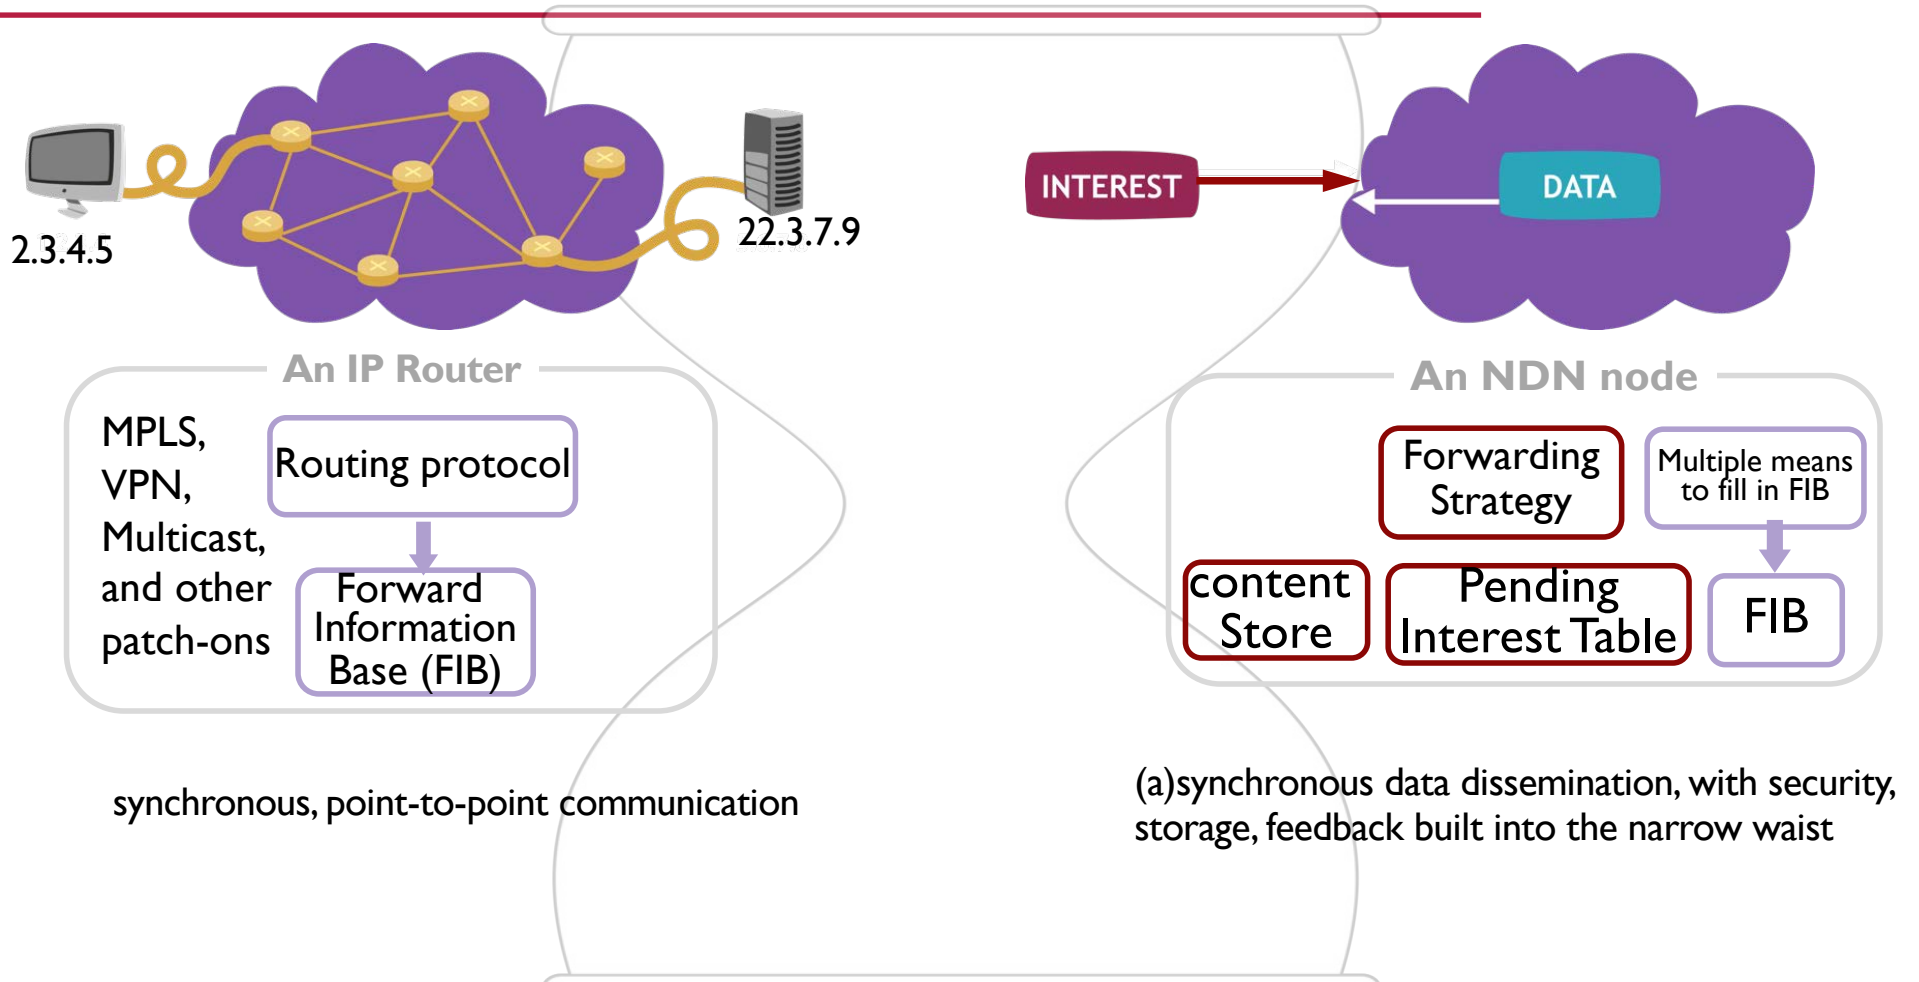 2.3.4.5
22.3.7.9
An IP Router
MPLS,
VPN,
Multicast,
and other
patch-ons
Routing protocol
Forward
Information
Base (FIB)
synchronous, point-to-point communication
INTEREST
DATA
An NDN node
Forwarding
Strategy
Multiple means
to fill in FIB
content
Store
Pending
Interest Table
FIB
(a)synchronous data dissemination, with security,
storage, feedback built into the narrow waist